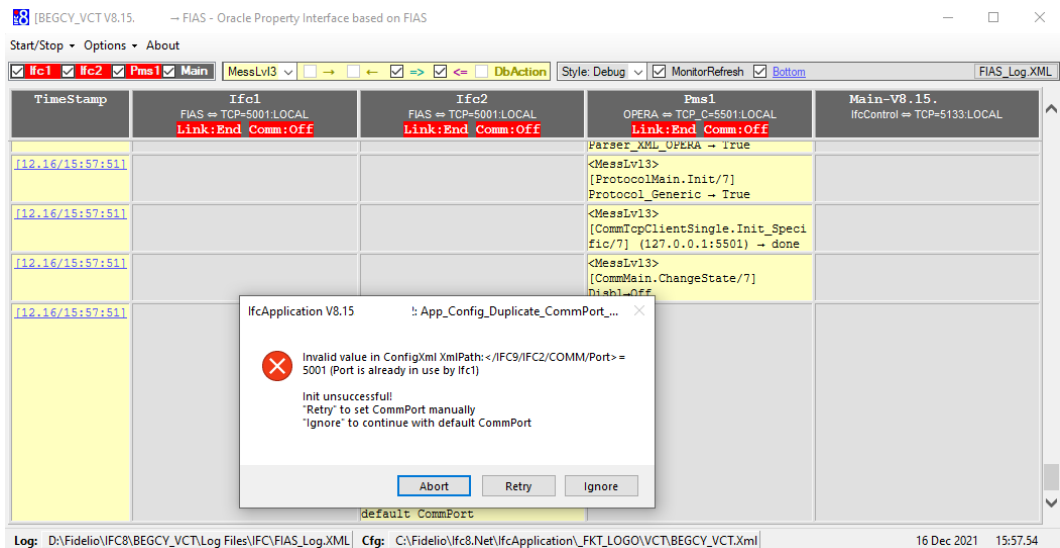 [BEGCY_VCT V8.15. → FIAS - Oracle Property Interface based on FIAS
Start/Stop Options About
Ifc1 Ifc2 Pms1 Main MessLvl3 → ← => <= DbAction Style: Debug MonitorRefresh Bottom FIAS_Log.XML
TimeStamp Ifc1 Ifc2 Pms1 Main-V8.15.
FIAS ⇔ TCP=5001:LOCAL FIAS ⇔ TCP=5001:LOCAL OPERA ⇔ TCP_C=5501:LOCAL IfcControl ⇔ TCP=5133:LOCAL
Link:End Comm:Off Link:End Comm:Off Link:End Comm:Off
Parser_XML_OPERA → True
[12.16/15:57:51] <MessLvl3>
[ProtocolMain.Init/7]
Protocol_Generic → True
[12.16/15:57:51] <MessLvl3>
[CommTcpClientSingle.Init_Speci
fic/7] (127.0.0.1:5501) → done
[12.16/15:57:51] <MessLvl3>
[CommMain.ChangeState/7]
Disbl→Off
[12.16/15:57:51]
IfcApplication V8.15 !: App_Config_Duplicate_CommPort_...
Invalid value in ConfigXml XmlPath:</IFC9/IFC2/COMM/Port> =
5001 (Port is already in use by Ifc1)
Init unsuccessful!
"Retry" to set CommPort manually
"Ignore" to continue with default CommPort
Abort Retry Ignore
default CommPort
Log: D:\Fidelio\IFC8\BEGCY_VCT\Log Files\IFC\FIAS_Log.XML Cfg: C:\Fidelio\Ifc8.Net\IfcApplication\_FKT_LOGO\VCT\BEGCY_VCT.Xml 16 Dec 2021 15:57.54